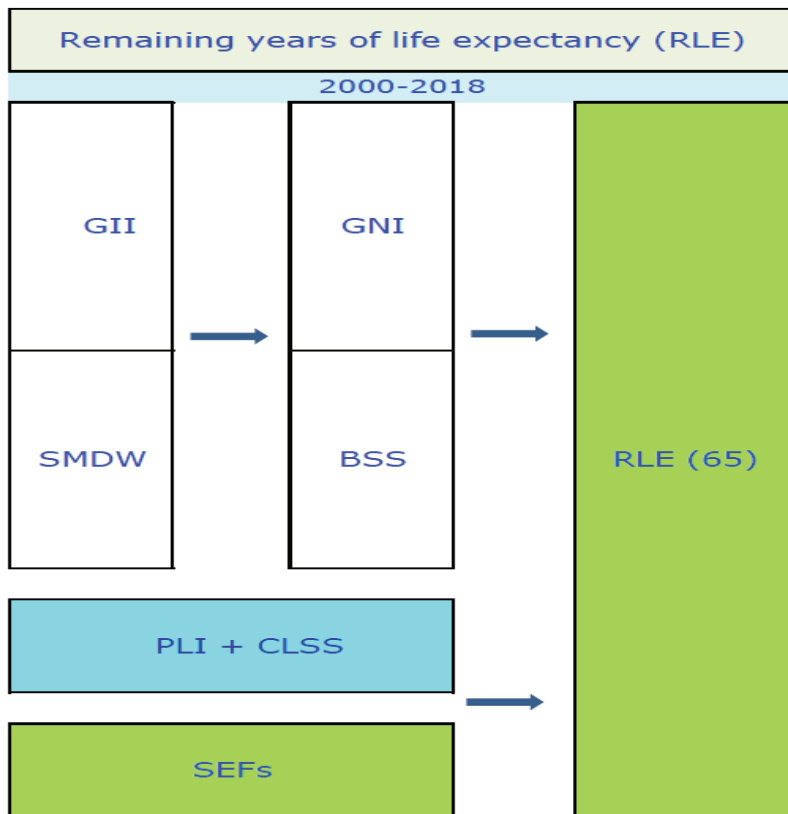 Remaining years of life expectancy (RLE)
2000-2018
GII
GNI
SMDW
BSS
RLE (65)
PLI + CLSS
SEFs